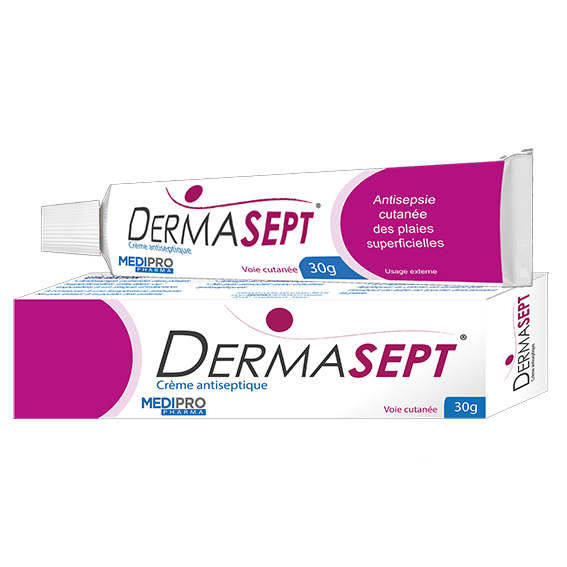 DERMASEPT®
Crème antiseptique
MEDIPRO
PHARMA
Voie cutanée 30g
Antisepsie
cutanée
des plaies
superficielles
Usage externe
DERMASEPT®
Crème antiseptique
MEDIPRO
PHARMA
Voie cutanée 30g
DERMASEPT®
Crème antiseptique